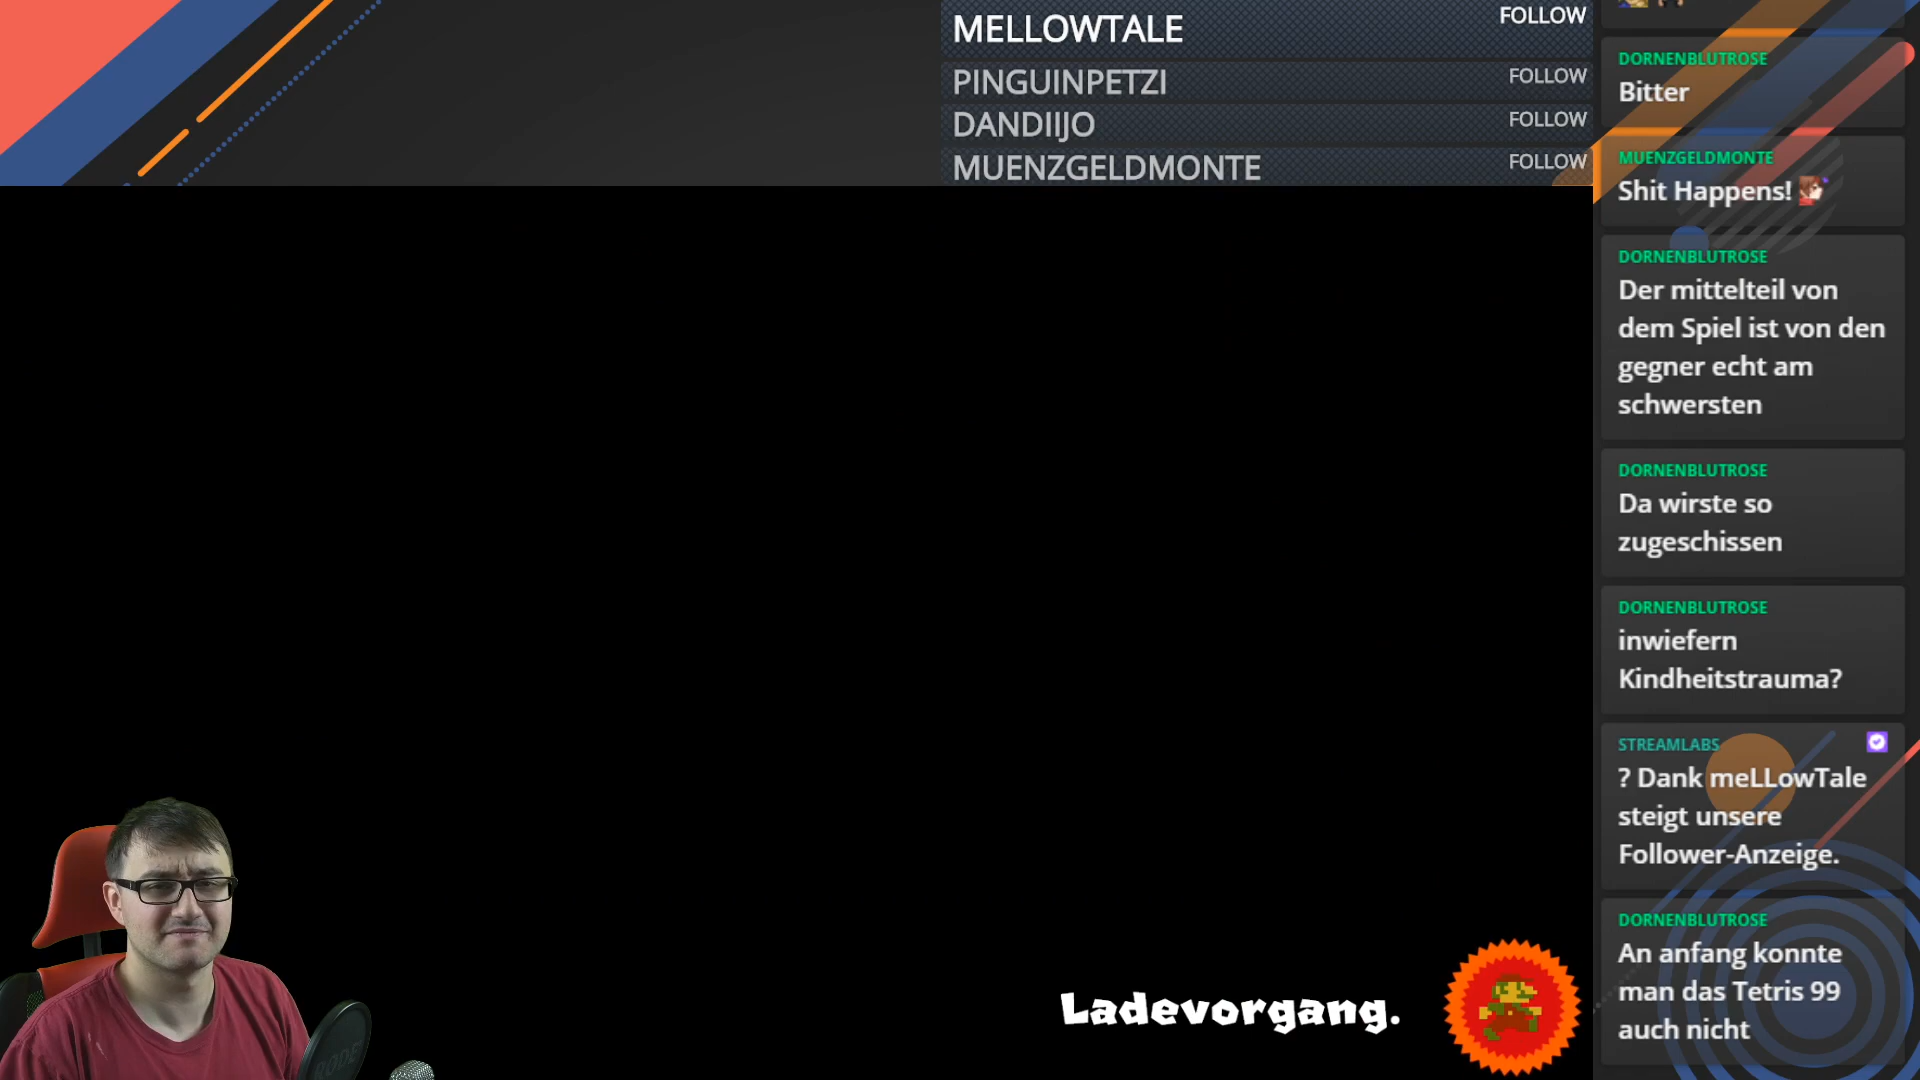 MELLOWTALE FOLLOW
PINGUINPETZI FOLLOW
DANDIIJO FOLLOW
MUENZGELDMONTE FOLLOW
DORNENBLUTROSE
Bitter
MUENZGELDMONTE
Shit Happens!
DORNENBLUTROSE
Der mittelteil von
dem Spiel ist von den
gegner echt am
schwersten
DORNENBLUTROSE
Da wirste so
zugeschissen
DORNENBLUTROSE
inwiefern
Kindheitstrauma?
STREAMLABS
? Dank meLLowTale
steigt unsere
Follower-Anzeige.
DORNENBLUTROSE
An anfang konnte
man das Tetris 99
auch nicht
Ladevorgang.
RODE